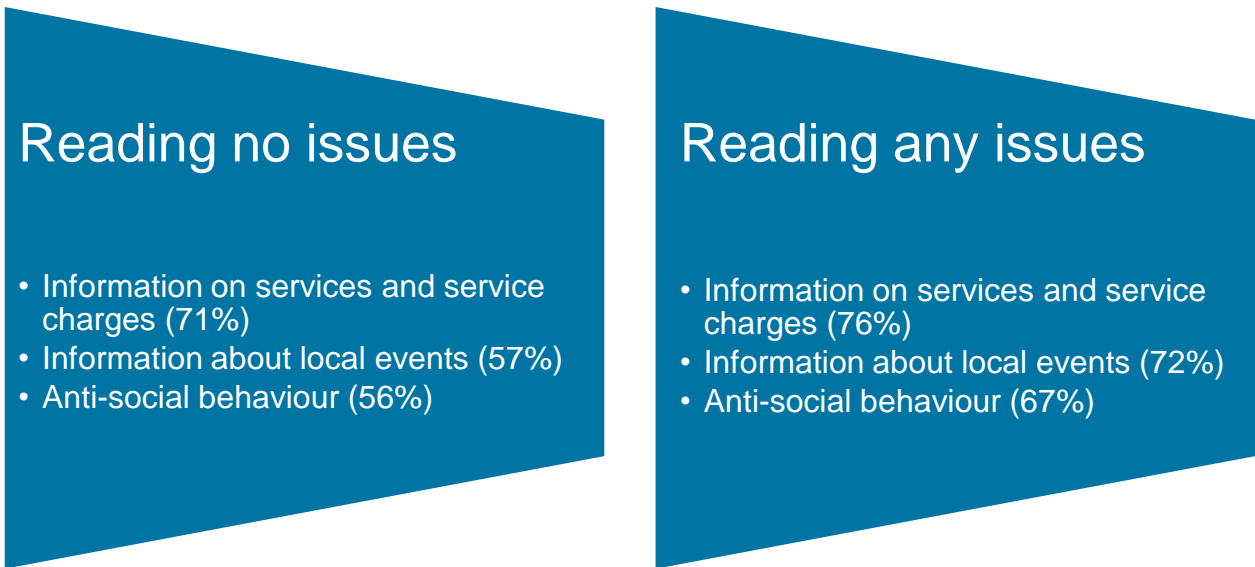 Reading no issues
• Information on services and service
charges (71%)
• Information about local events (57%)
• Anti-social behaviour (56%)
Reading any issues
• Information on services and service
charges (76%)
• Information about local events (72%)
• Anti-social behaviour (67%)